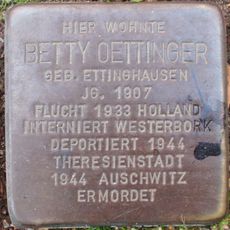 HIER WOHNTE
BETTY OETTINGER
GEB. ETTINGHAUSEN
JG. 1907
FLUCHT 1933 HOLLAND
INTERNIERT WESTERBORK
DEPORTIERT 1944
THERESIENSTADT
1944 AUSCHWITZ
ERMORDET